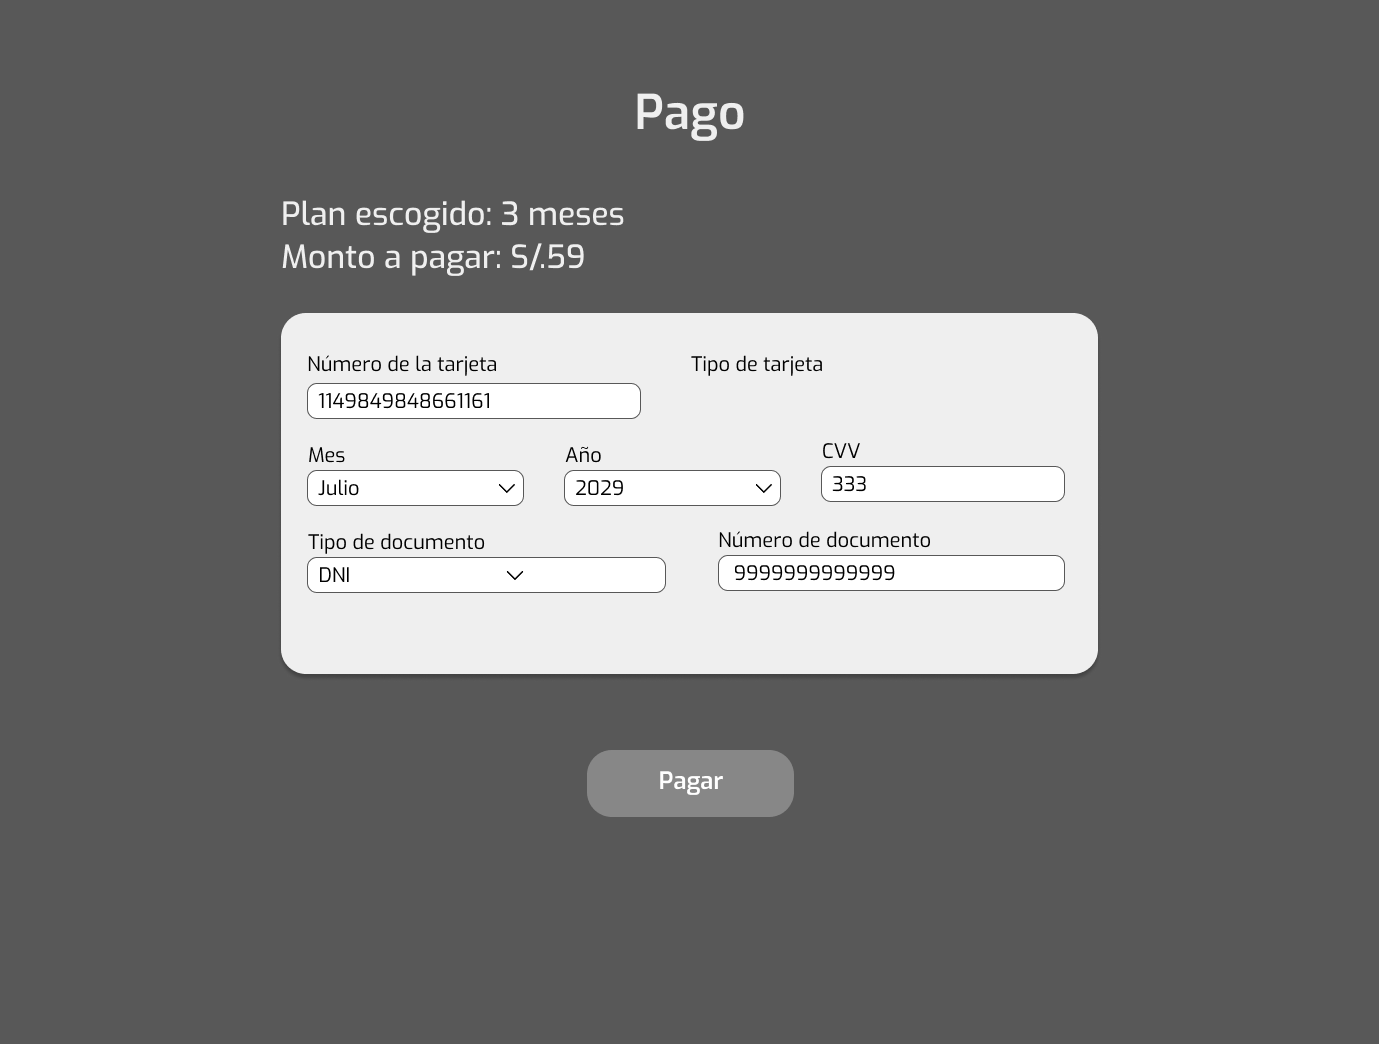 Pago
Plan escogido: 3 meses
Monto a pagar: S/.59
Número de la tarjeta
Tipo de tarjeta
1149849848661161
Mes
Año
CVV
Julio
2029
333
Tipo de documento
Número de documento
DNI
9999999999999
Pagar